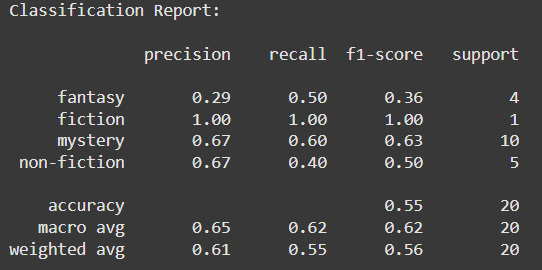 Classification Report:
precision recall f1-score support
fantasy 0.29 0.50 0.36 4
fiction 1.00 1.00 1.00 1
mystery 0.67 0.60 0.63 10
non-fiction 0.67 0.40 0.50 5
accuracy 0.55 20
macro avg 0.65 0.62 0.62 20
weighted avg 0.61 0.55 0.56 20